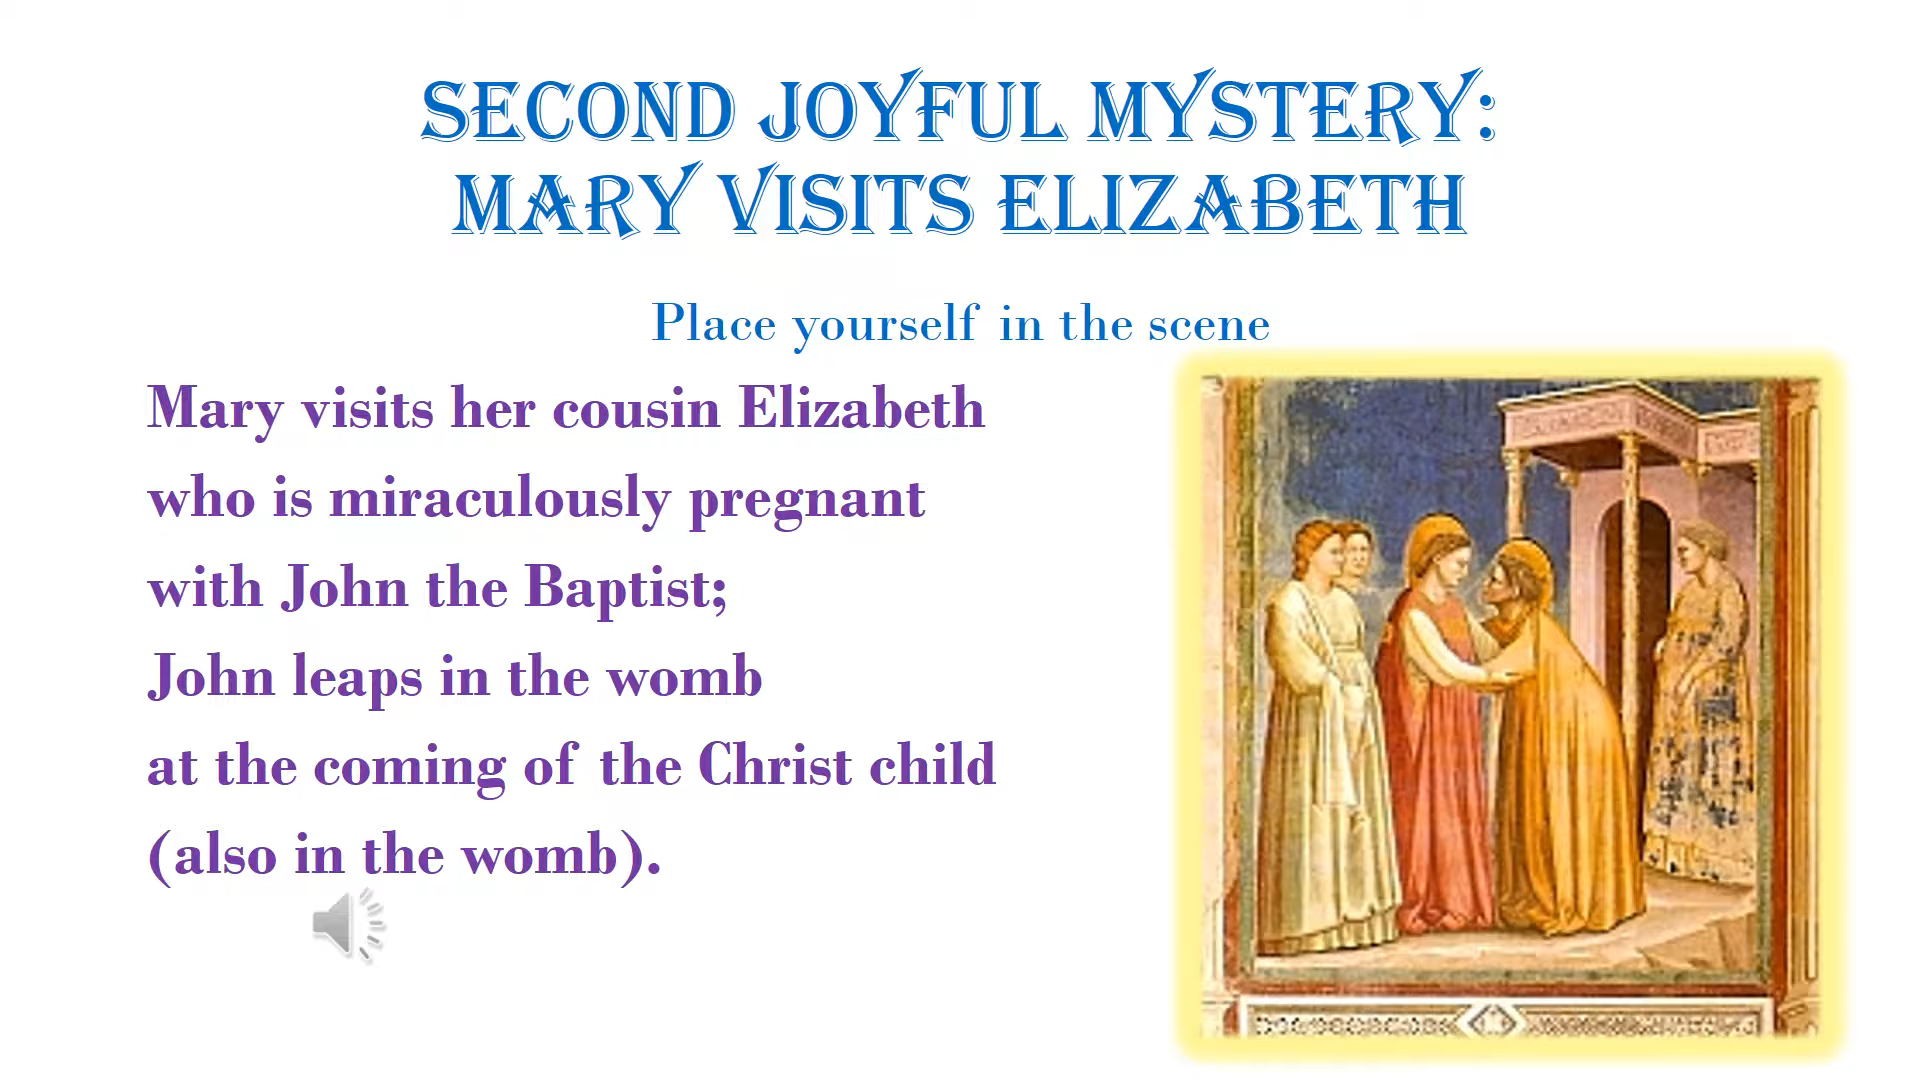 SECOND JOYFUL MYSTERY:
MARY VISITS ELIZABETH
Place yourself in the scene
Mary visits her cousin Elizabeth
who is miraculously pregnant
with John the Baptist;
John leaps in the womb
at the coming of the Christ child
(also in the womb).